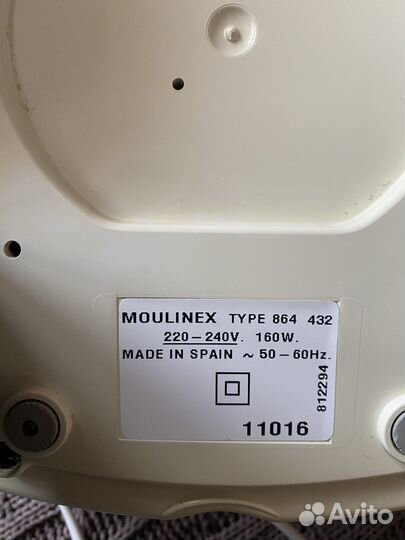 MOULINEX TYPE 864 432
220–240V. 160W.
MADE IN SPAIN ~ 50–60Hz.
812294
11016
Avito